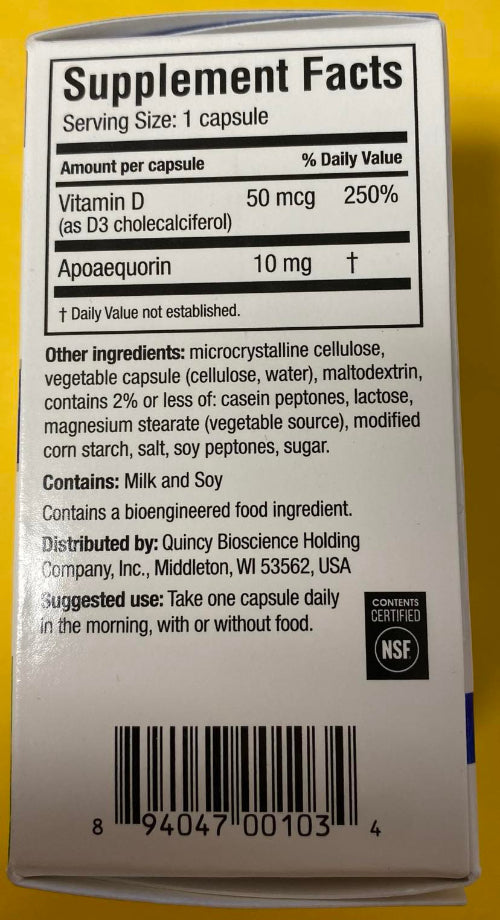 Supplement Facts
Serving Size: 1 capsule
Amount per capsule % Daily Value
Vitamin D 50 mcg 250%
(as D3 cholecalciferol)
Apoaequorin 10 mg †
† Daily Value not established.
Other ingredients: microcrystalline cellulose,
vegetable capsule (cellulose, water), maltodextrin,
contains 2% or less of: casein peptones, lactose,
magnesium stearate (vegetable source), modified
corn starch, salt, soy peptones, sugar.
Contains: Milk and Soy
Contains a bioengineered food ingredient.
Distributed by: Quincy Bioscience Holding
Company, Inc., Middleton, WI 53562, USA
Suggested use: Take one capsule daily
in the morning, with or without food.
CONTENTS
CERTIFIED
NSF
8 94047 00103 4